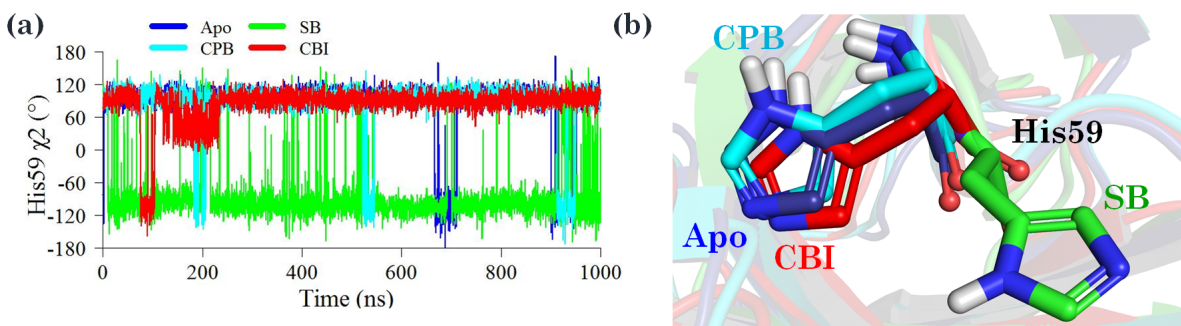 (a)
Apo SB
CPB CBI
His59 χ2 (°)
180
120
60
0
-60
-120
-180
0 200 400 600 800 1000
Time (ns)
(b)
CPB
His59
SB
Apo
CBI